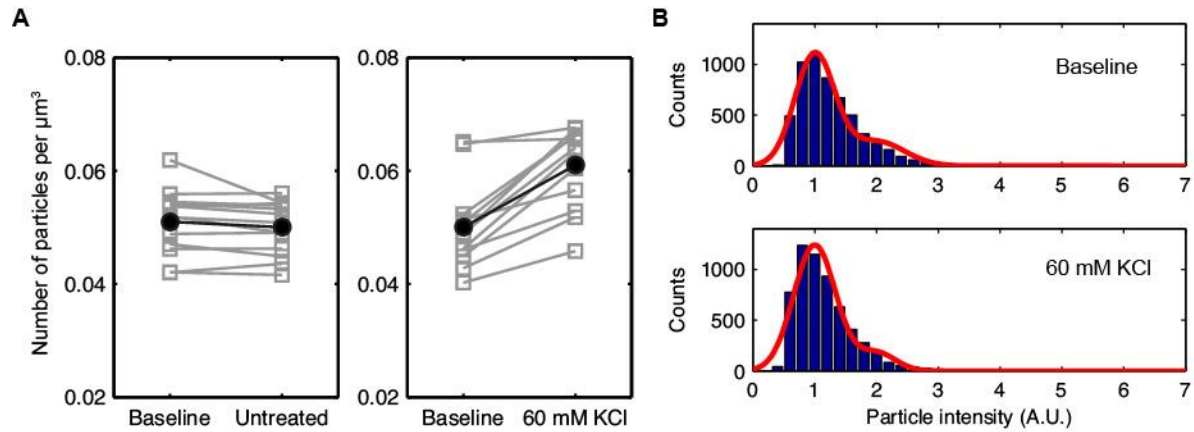 A
Number of particles per µm³
0.08
0.06
0.04
0.02
Baseline Untreated
0.08
0.06
0.04
0.02
Baseline 60 mM KCl
B
Counts
1000
500
0
Baseline
0 1 2 3 4 5 6 7
Counts
1000
500
0
60 mM KCl
0 1 2 3 4 5 6 7
Particle intensity (A.U.)